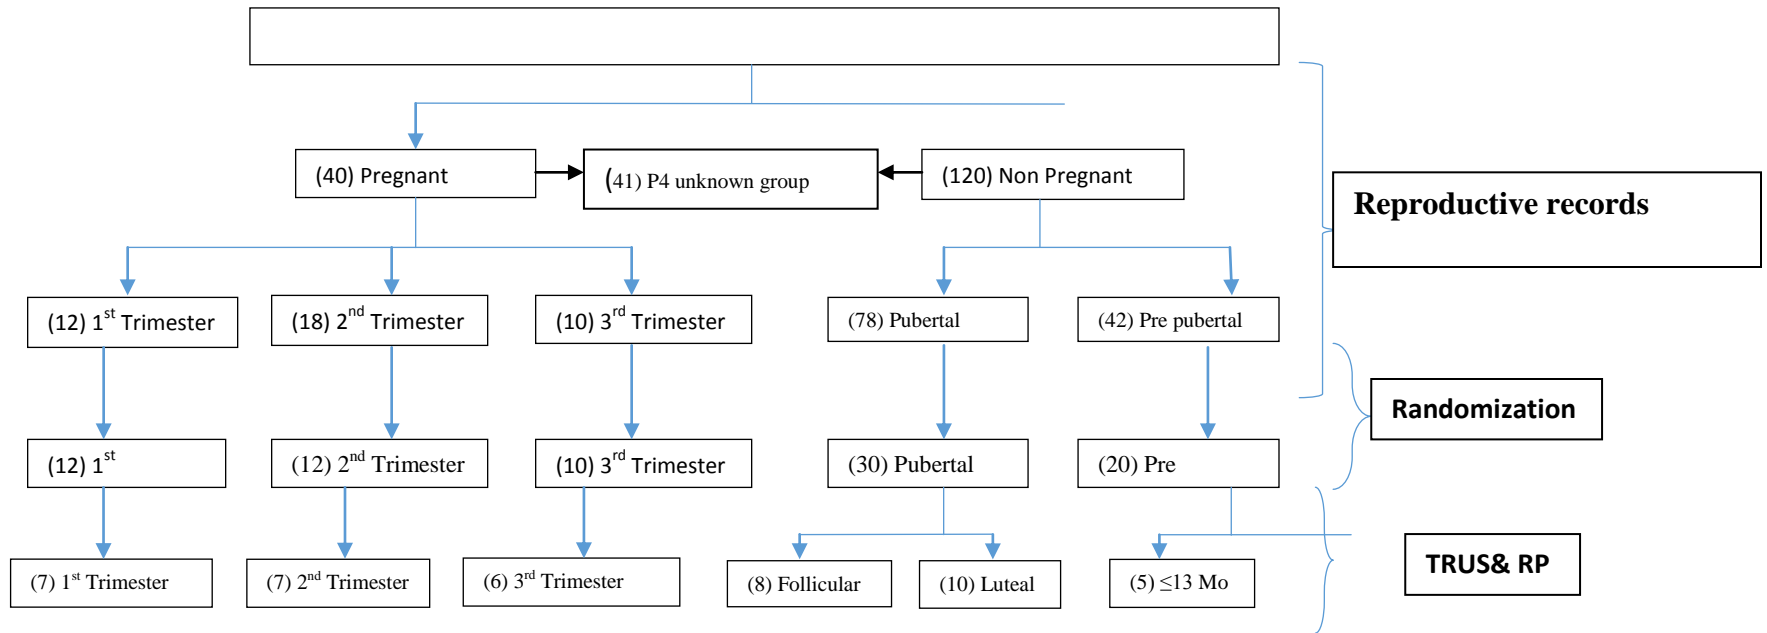 (40) Pregnant
(41) P4 unknown group
(120) Non Pregnant
Reproductive records
(12) 1st Trimester
(18) 2nd Trimester
(10) 3rd Trimester
(78) Pubertal
(42) Pre pubertal
Randomization
(12) 1st
(12) 2nd Trimester
(10) 3rd Trimester
(30) Pubertal
(20) Pre
TRUS& RP
(7) 1st Trimester
(7) 2nd Trimester
(6) 3rd Trimester
(8) Follicular
(10) Luteal
(5) ≤13 Mo